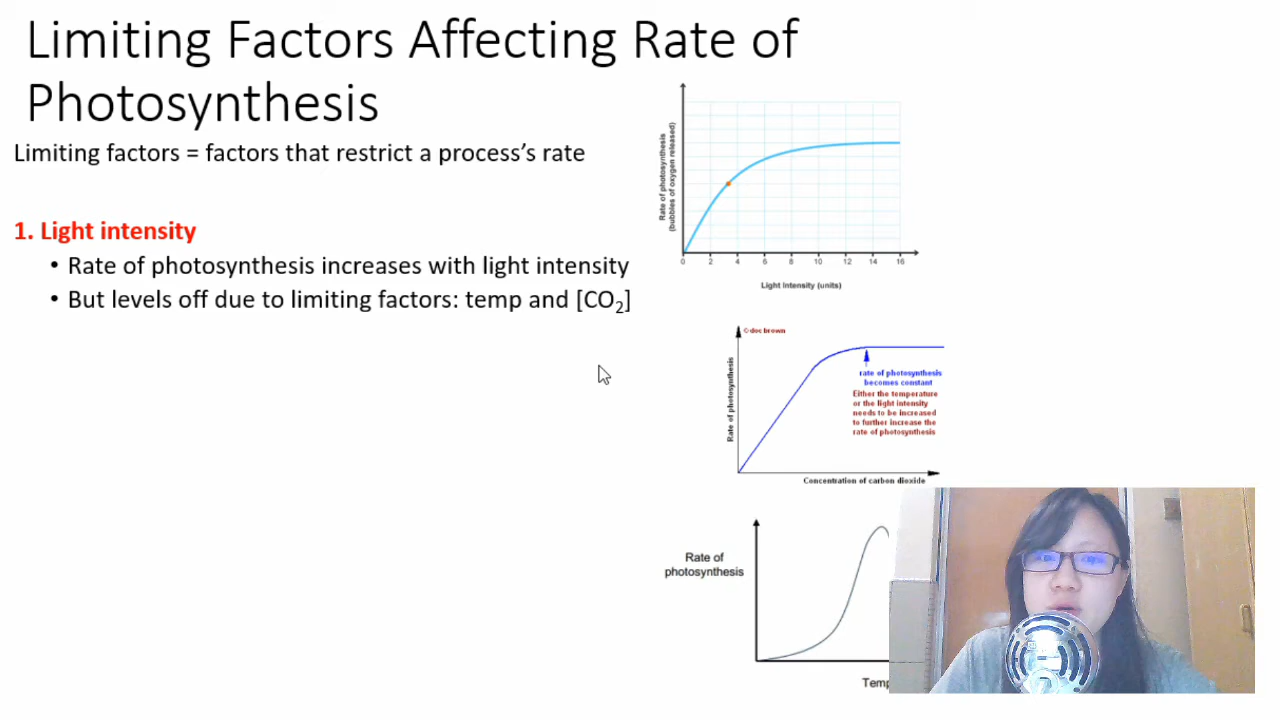 Limiting Factors Affecting Rate of
Photosynthesis
Limiting factors = factors that restrict a process's rate
1. Light intensity
• Rate of photosynthesis increases with light intensity
• But levels off due to limiting factors: temp and [CO₂]
Rate of photosynthesis
(bubbles of oxygen released)
0 2 4 6 8 10 12 14 16
Light Intensity (units)
© doc brown
Rate of photosynthesis
rate of photosynthesis
becomes constant
Either the temperature
or the light intensity
needs to be increased
to further increase the
rate of photosynthesis
Concentration of carbon dioxide
Rate of
photosynthesis
Temp